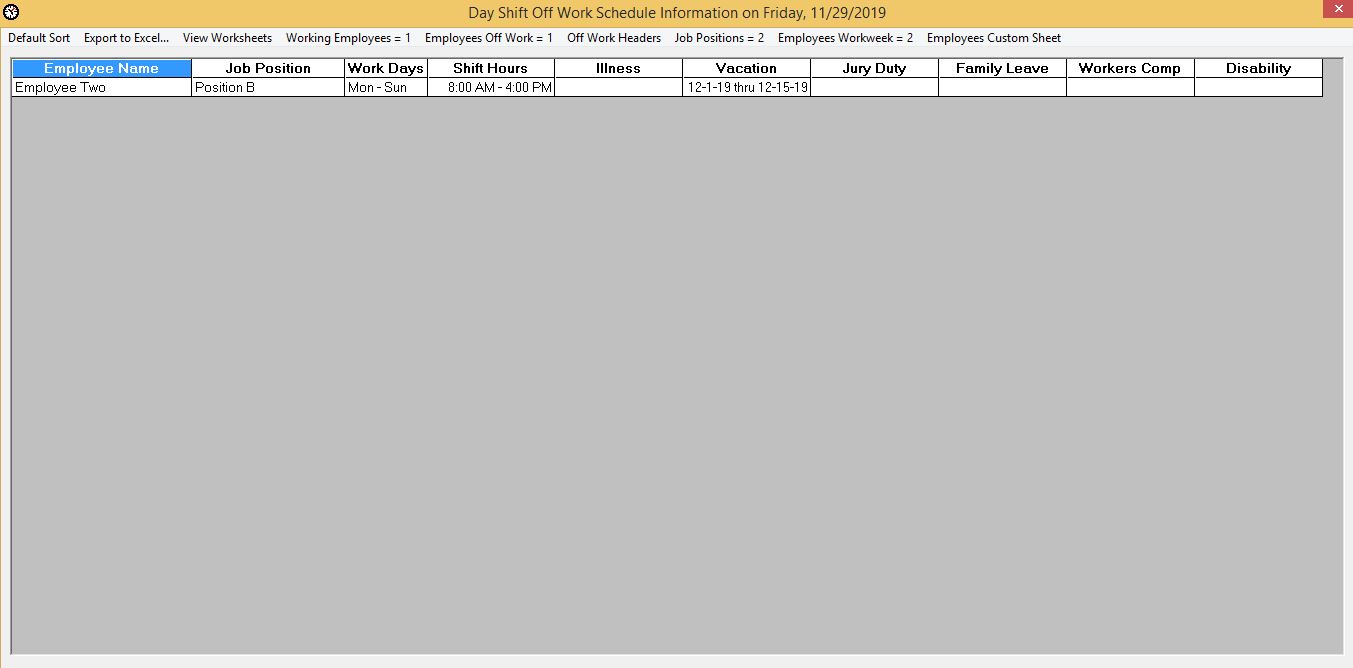 Day Shift Off Work Schedule Information on Friday, 11/29/2019
Default Sort Export to Excel... View Worksheets Working Employees = 1 Employees Off Work = 1 Off Work Headers Job Positions = 2 Employees Workweek = 2 Employees Custom Sheet
Employee Name Job Position Work Days Shift Hours Illness Vacation Jury Duty Family Leave Workers Comp Disability
Employee Two Position B Mon - Sun 8:00 AM - 4:00 PM 12-1-19 thru 12-15-19